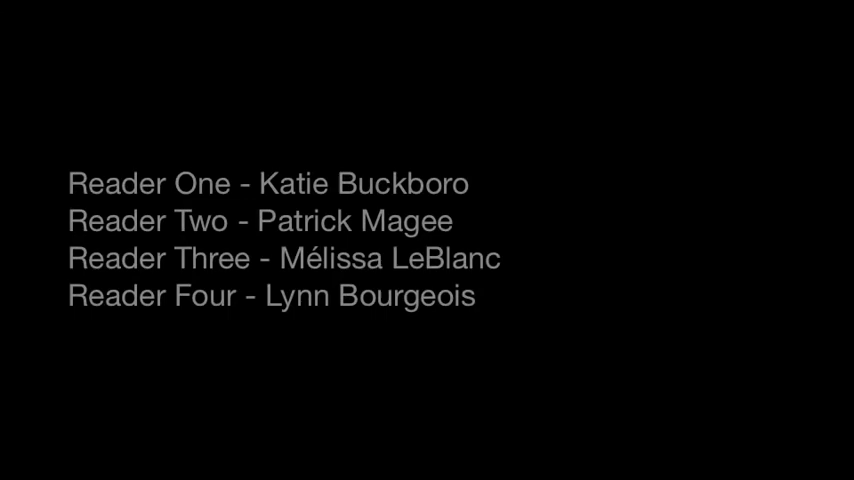 Reader One - Katie Buckboro
Reader Two - Patrick Magee
Reader Three - Mélissa LeBlanc
Reader Four - Lynn Bourgeois